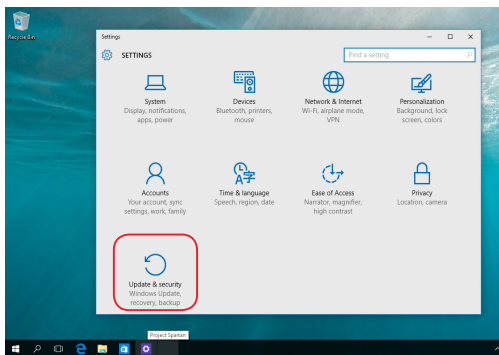 Recycle Bin
Settings
SETTINGS
Find a setting
System
Display, notifications,
apps, power
Devices
Bluetooth, printers,
mouse
Network & Internet
Wi-Fi, airplane mode,
VPN
Personalization
Background, lock
screen, colors
Accounts
Your account, sync
settings, work, family
Time & language
Speech, region, date
Ease of Access
Narrator, magnifier,
high contrast
Privacy
Location, camera
Update & security
Windows Update,
recovery, backup
Project Spartan